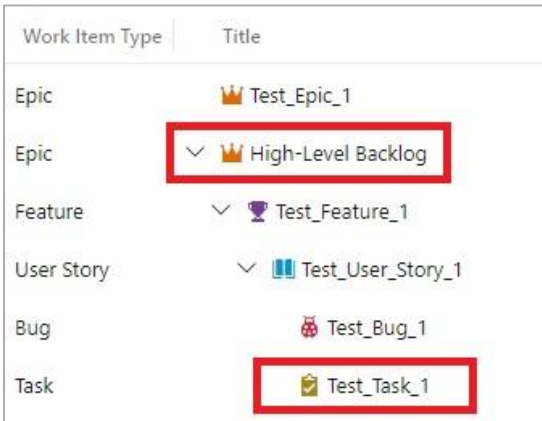 Work Item Type Title
Epic Test_Epic_1
Epic High-Level Backlog
Feature Test_Feature_1
User Story Test_User_Story_1
Bug Test_Bug_1
Task Test_Task_1